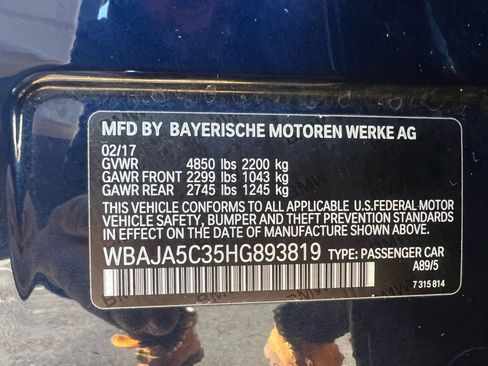 MFD BY BAYERISCHE MOTOREN WERKE AG
02/17
GVWR 4850 lbs 2200 kg
GAWR FRONT 2299 lbs 1043 kg
GAWR REAR 2745 lbs 1245 kg
THIS VEHICLE CONFORMS TO ALL APPLICABLE U.S.FEDERAL MOTOR
VEHICLE SAFETY, BUMPER AND THEFT PREVENTION STANDARDS
IN EFFECT ON THE DATE OF MANUFACTURE SHOWN ABOVE.
WBAJA5C35HG893819 TYPE: PASSENGER CAR
A89/5
7 315 814